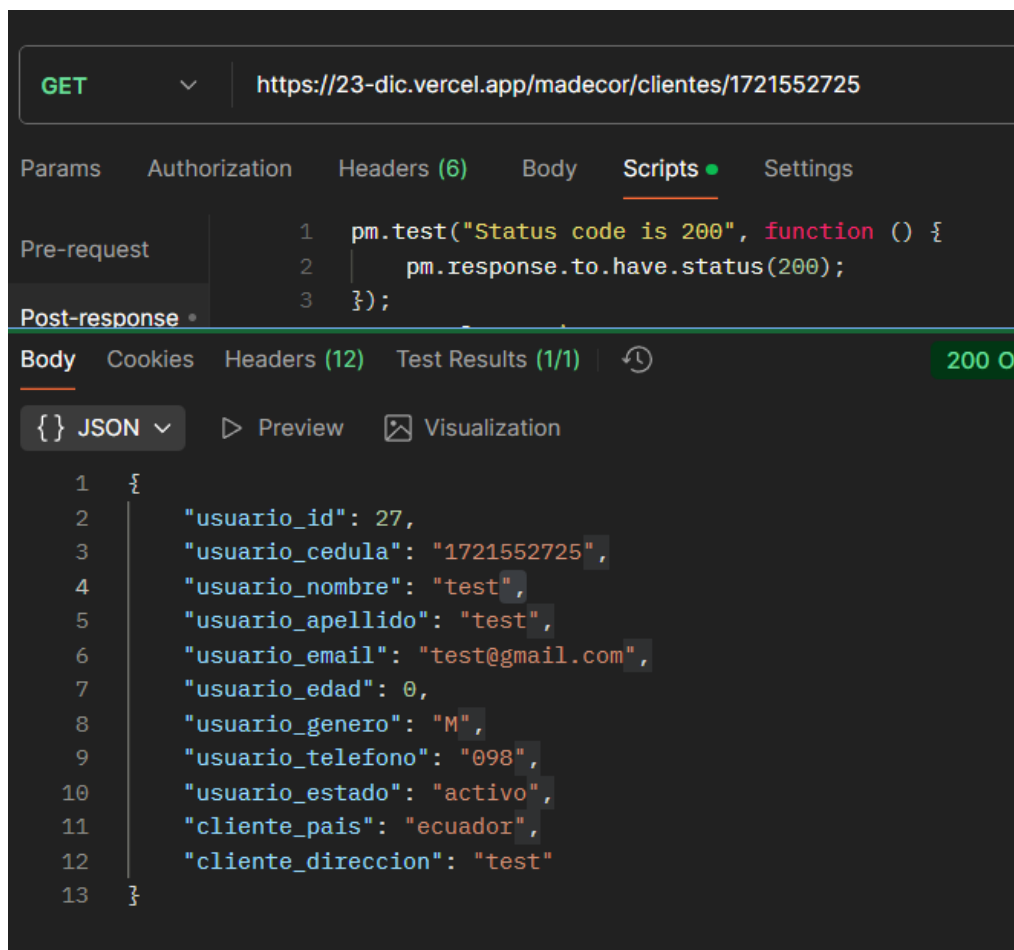 GET https://23-dic.vercel.app/madecor/clientes/1721552725
Params Authorization Headers (6) Body Scripts Settings
Pre-request
Post-response
1 pm.test("Status code is 200", function () {
2 pm.response.to.have.status(200);
3 });
Body Cookies Headers (12) Test Results (1/1) 200 O
{} JSON Preview Visualization
1 {
2 "usuario_id": 27,
3 "usuario_cedula": "1721552725",
4 "usuario_nombre": "test",
5 "usuario_apellido": "test",
6 "usuario_email": "test@gmail.com",
7 "usuario_edad": 0,
8 "usuario_genero": "M",
9 "usuario_telefono": "098",
10 "usuario_estado": "activo",
11 "cliente_pais": "ecuador",
12 "cliente_direccion": "test"
13 }